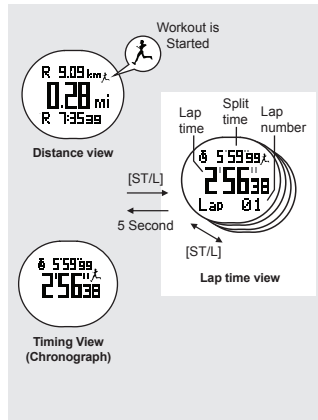 Workout is
Started
R 9.09 km
0.28 mi
R 7:35 39
Distance view
[ST/L]
5 Second
Lap
time
Split
time
Lap
number
5'59"99
2'56"38
Lap 01
[ST/L]
Lap time view
5'59"99
2'56"38
Timing View
(Chronograph)